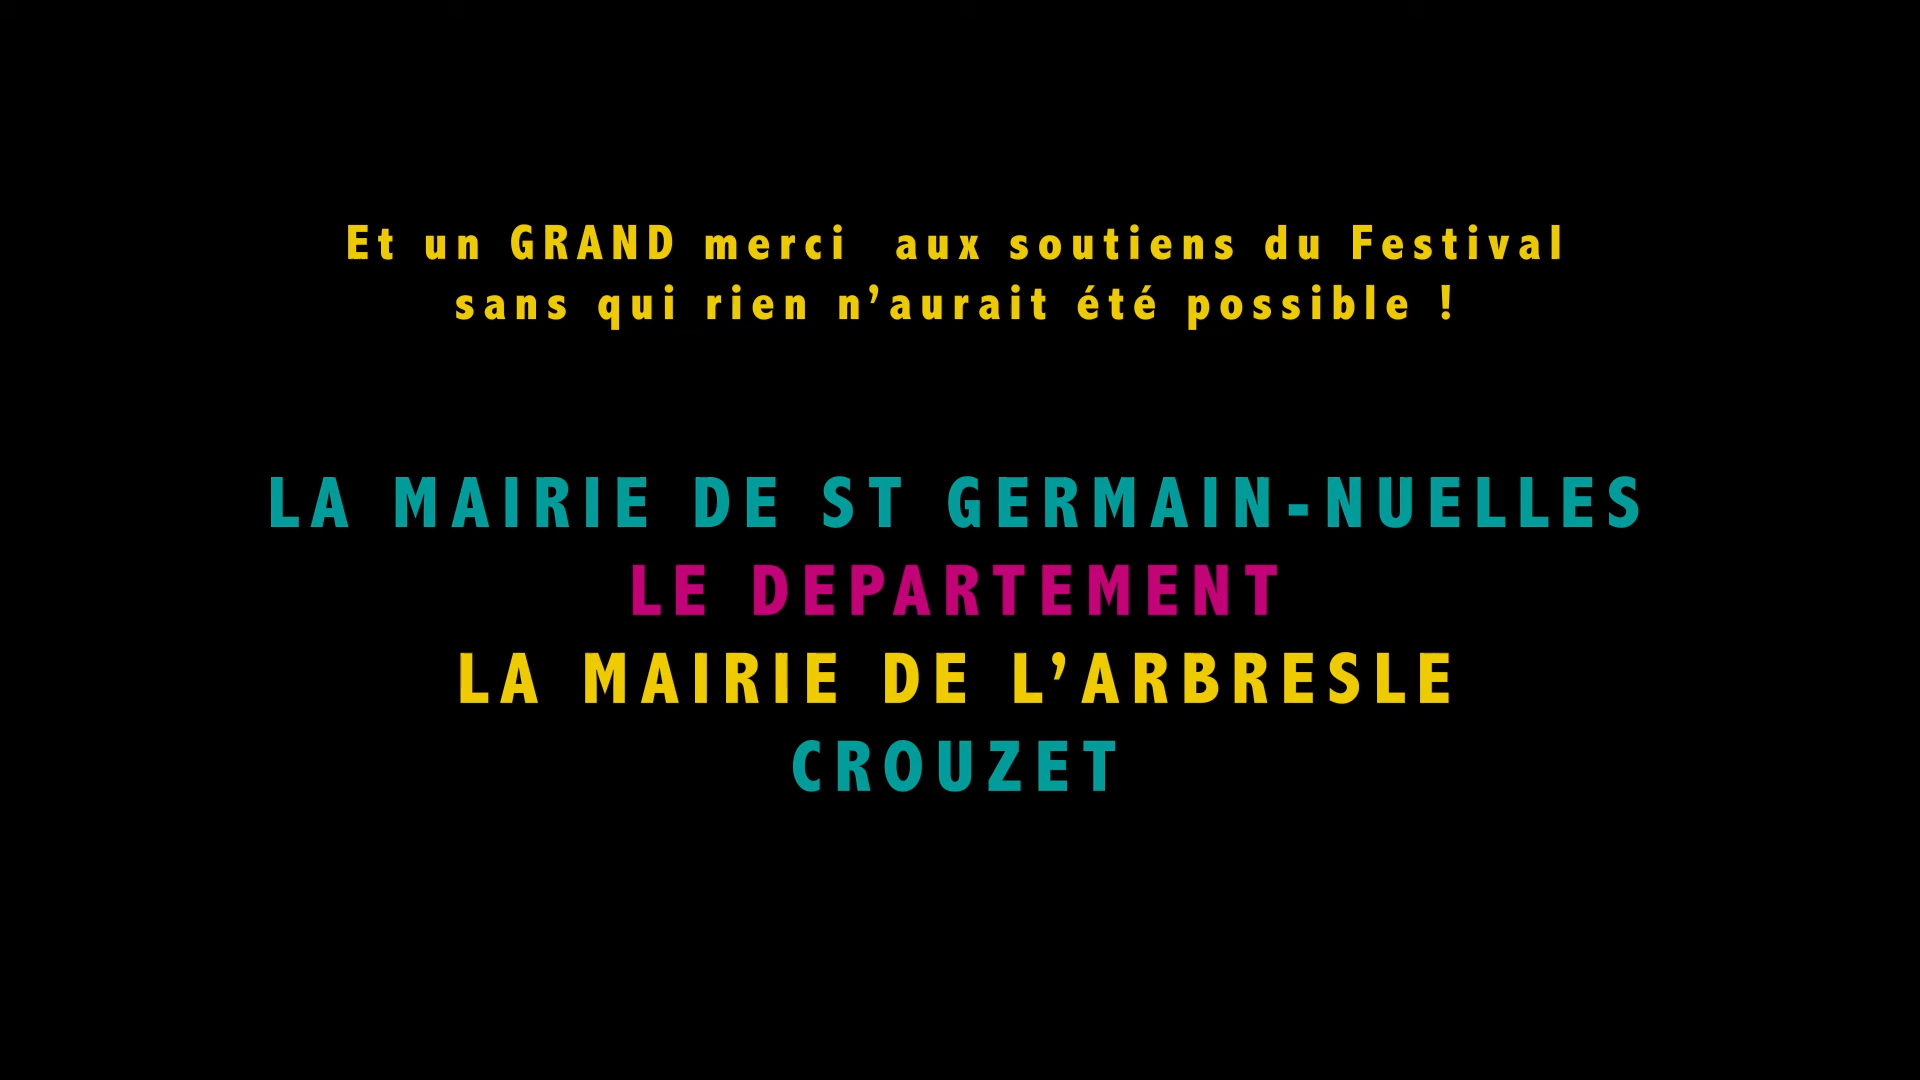 Et un GRAND merci  aux soutiens du Festival
sans qui rien n’aurait été possible !
LA MAIRIE DE ST GERMAIN-NUELLES
LE DEPARTEMENT
LA MAIRIE DE L’ARBRESLE
CROUZET